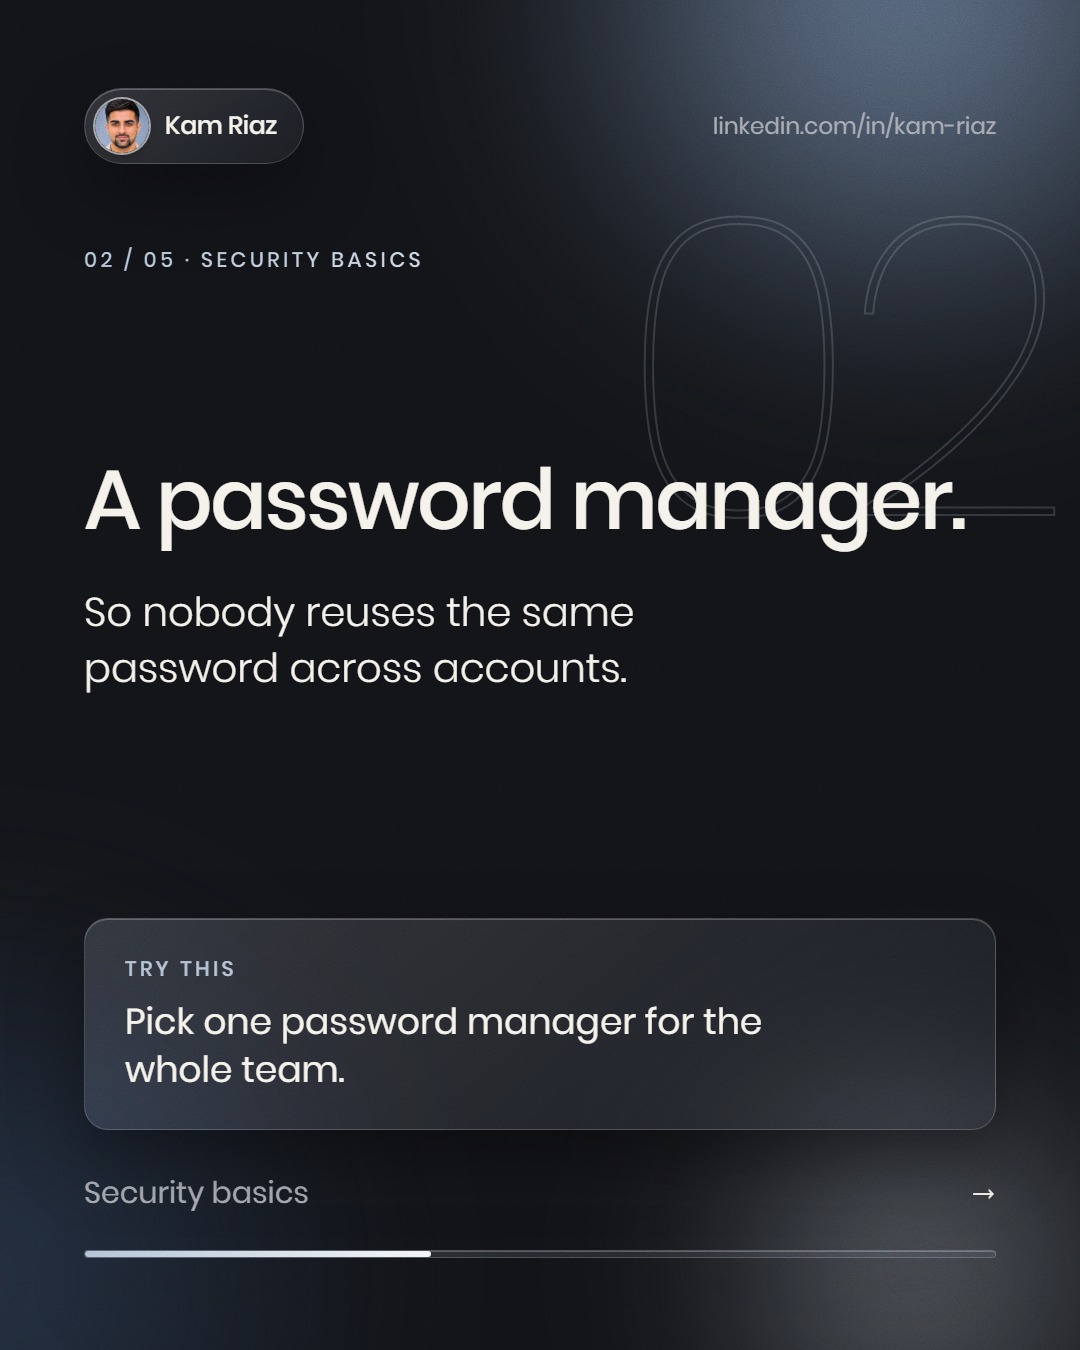 Kam Riaz
linkedin.com/in/kam-riaz
02 / 05 · SECURITY BASICS
02
A password manager.
So nobody reuses the same
password across accounts.
TRY THIS
Pick one password manager for the
whole team.
Security basics
→